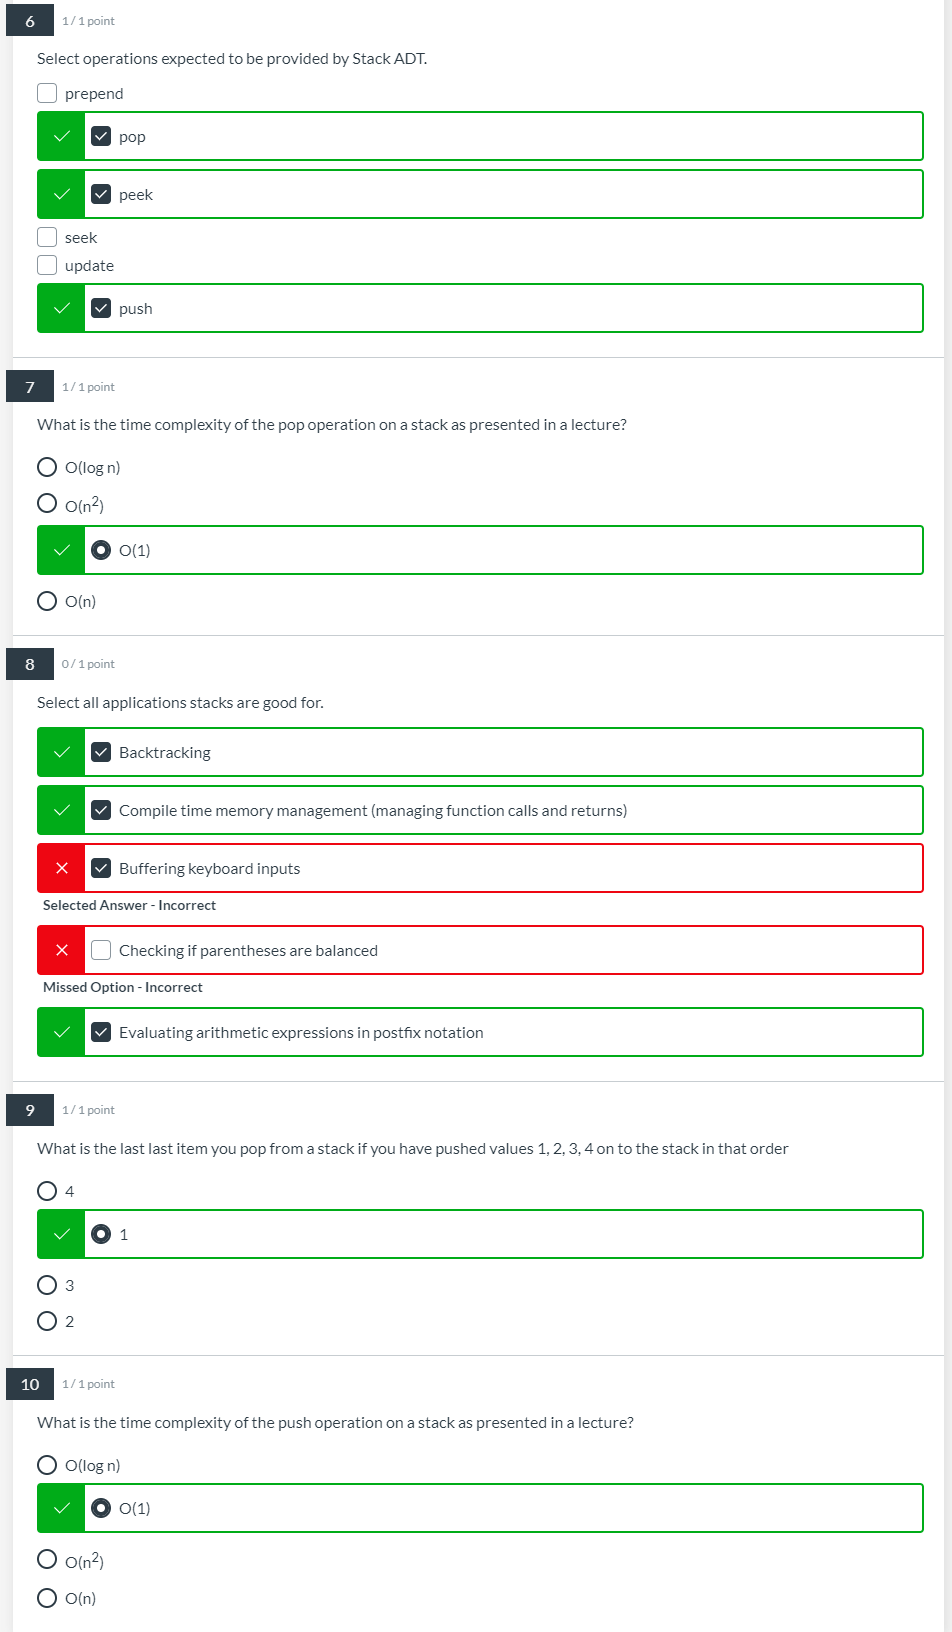 6
1 / 1 point
Select operations expected to be provided by Stack ADT.
prepend
pop
peek
seek
update
push
7
1 / 1 point
What is the time complexity of the pop operation on a stack as presented in a lecture?
O(log n)
O(n²)
O(1)
O(n)
8
0 / 1 point
Select all applications stacks are good for.
Backtracking
Compile time memory management (managing function calls and returns)
Buffering keyboard inputs
Selected Answer - Incorrect
Checking if parentheses are balanced
Missed Option - Incorrect
Evaluating arithmetic expressions in postfix notation
9
1 / 1 point
What is the last last item you pop from a stack if you have pushed values 1, 2, 3, 4 on to the stack in that order
4
1
3
2
10
1 / 1 point
What is the time complexity of the push operation on a stack as presented in a lecture?
O(log n)
O(1)
O(n²)
O(n)